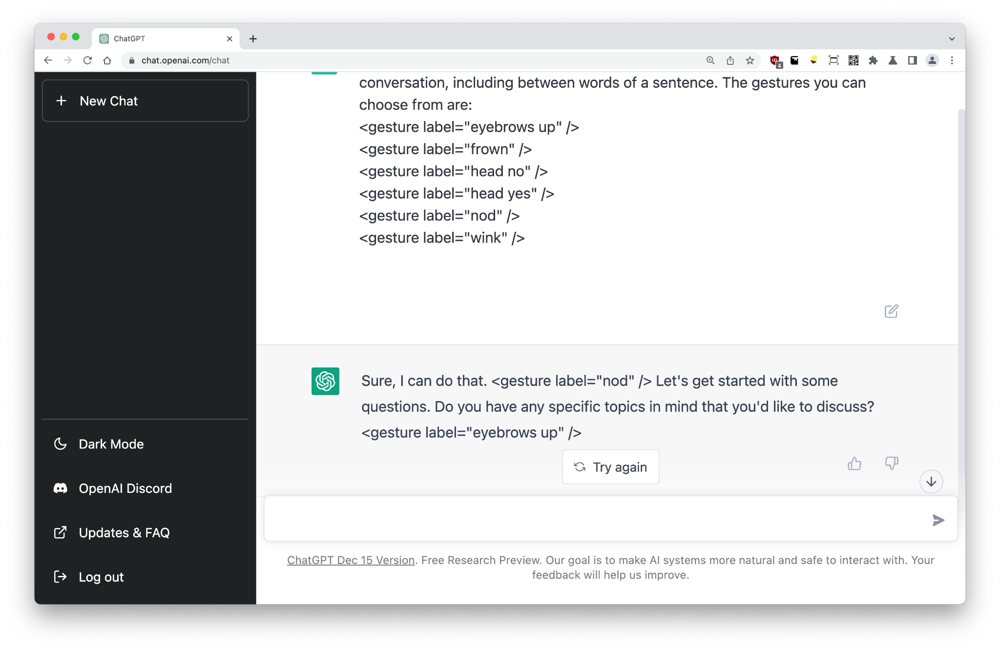 ChatGPT
chat.openai.com/chat
4
New Chat
conversation, including between words of a sentence. The gestures you can
choose from are:
<gesture label="eyebrows up" />
<gesture label="frown" />
<gesture label="head no" />
<gesture label="head yes" />
<gesture label="nod" />
<gesture label="wink" />
Sure, I can do that. <gesture label="nod" /> Let's get started with some
questions. Do you have any specific topics in mind that you'd like to discuss?
<gesture label="eyebrows up" />
Try again
Dark Mode
OpenAI Discord
Updates & FAQ
Log out
ChatGPT Dec 15 Version. Free Research Preview. Our goal is to make AI systems more natural and safe to interact with. Your
feedback will help us improve.